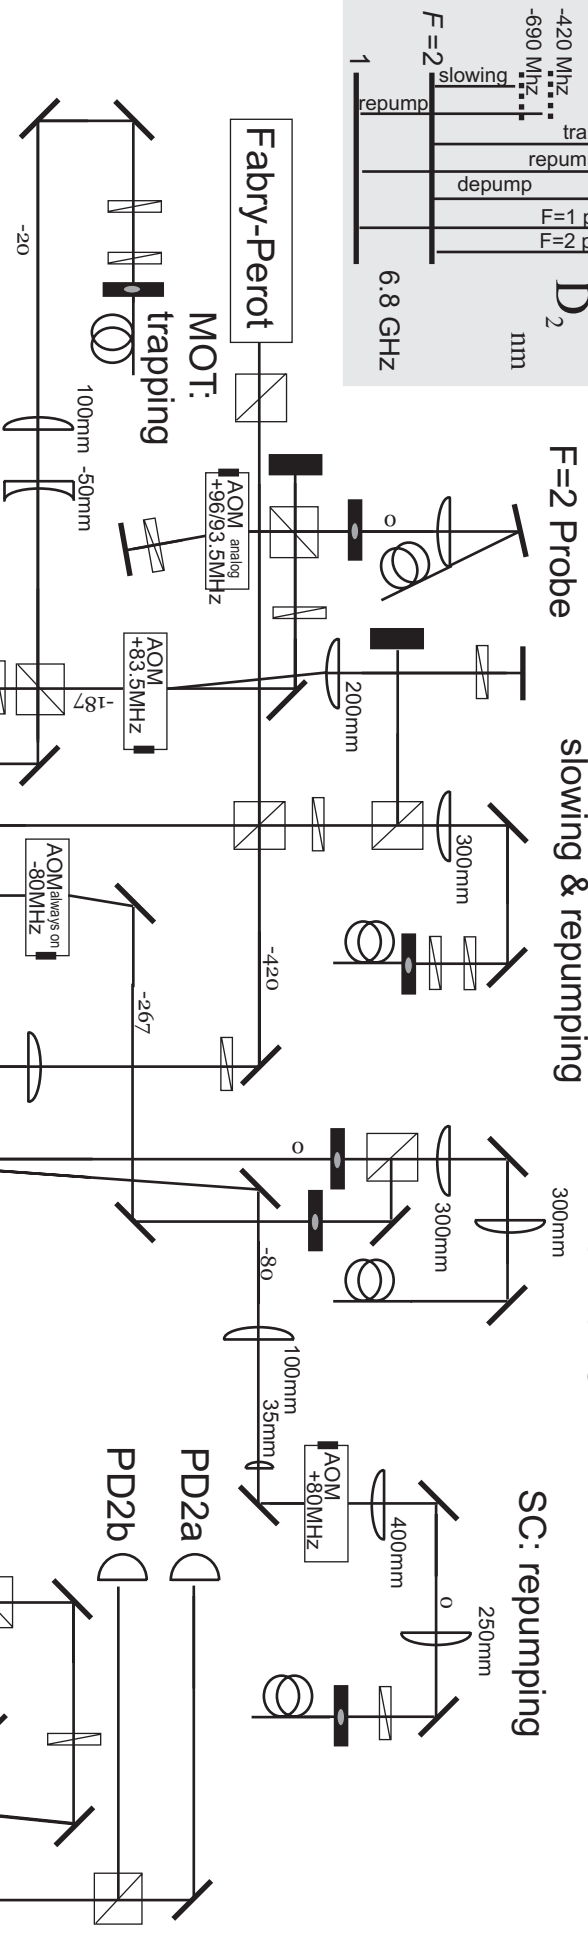 -420 Mhz
-690 Mhz
F=2
1
slowing
repump
tra
repum
depump
F=1 p
F=2 p
6.8 GHz
D2
nm
Fabry-Perot
MOT:
trapping
-20
100mm
-50mm
F=2 Probe
o
AOM analog
+96/93.5MHz
AOM
+83.5MHz
-187
200mm
slowing & repumping
300mm
AOM always on
-80MHz
-420
-267
o
300mm
300mm
-80
100mm
35mm
SC: repumping
AOM
+80MHz
400mm
o
250mm
PD2a
PD2b